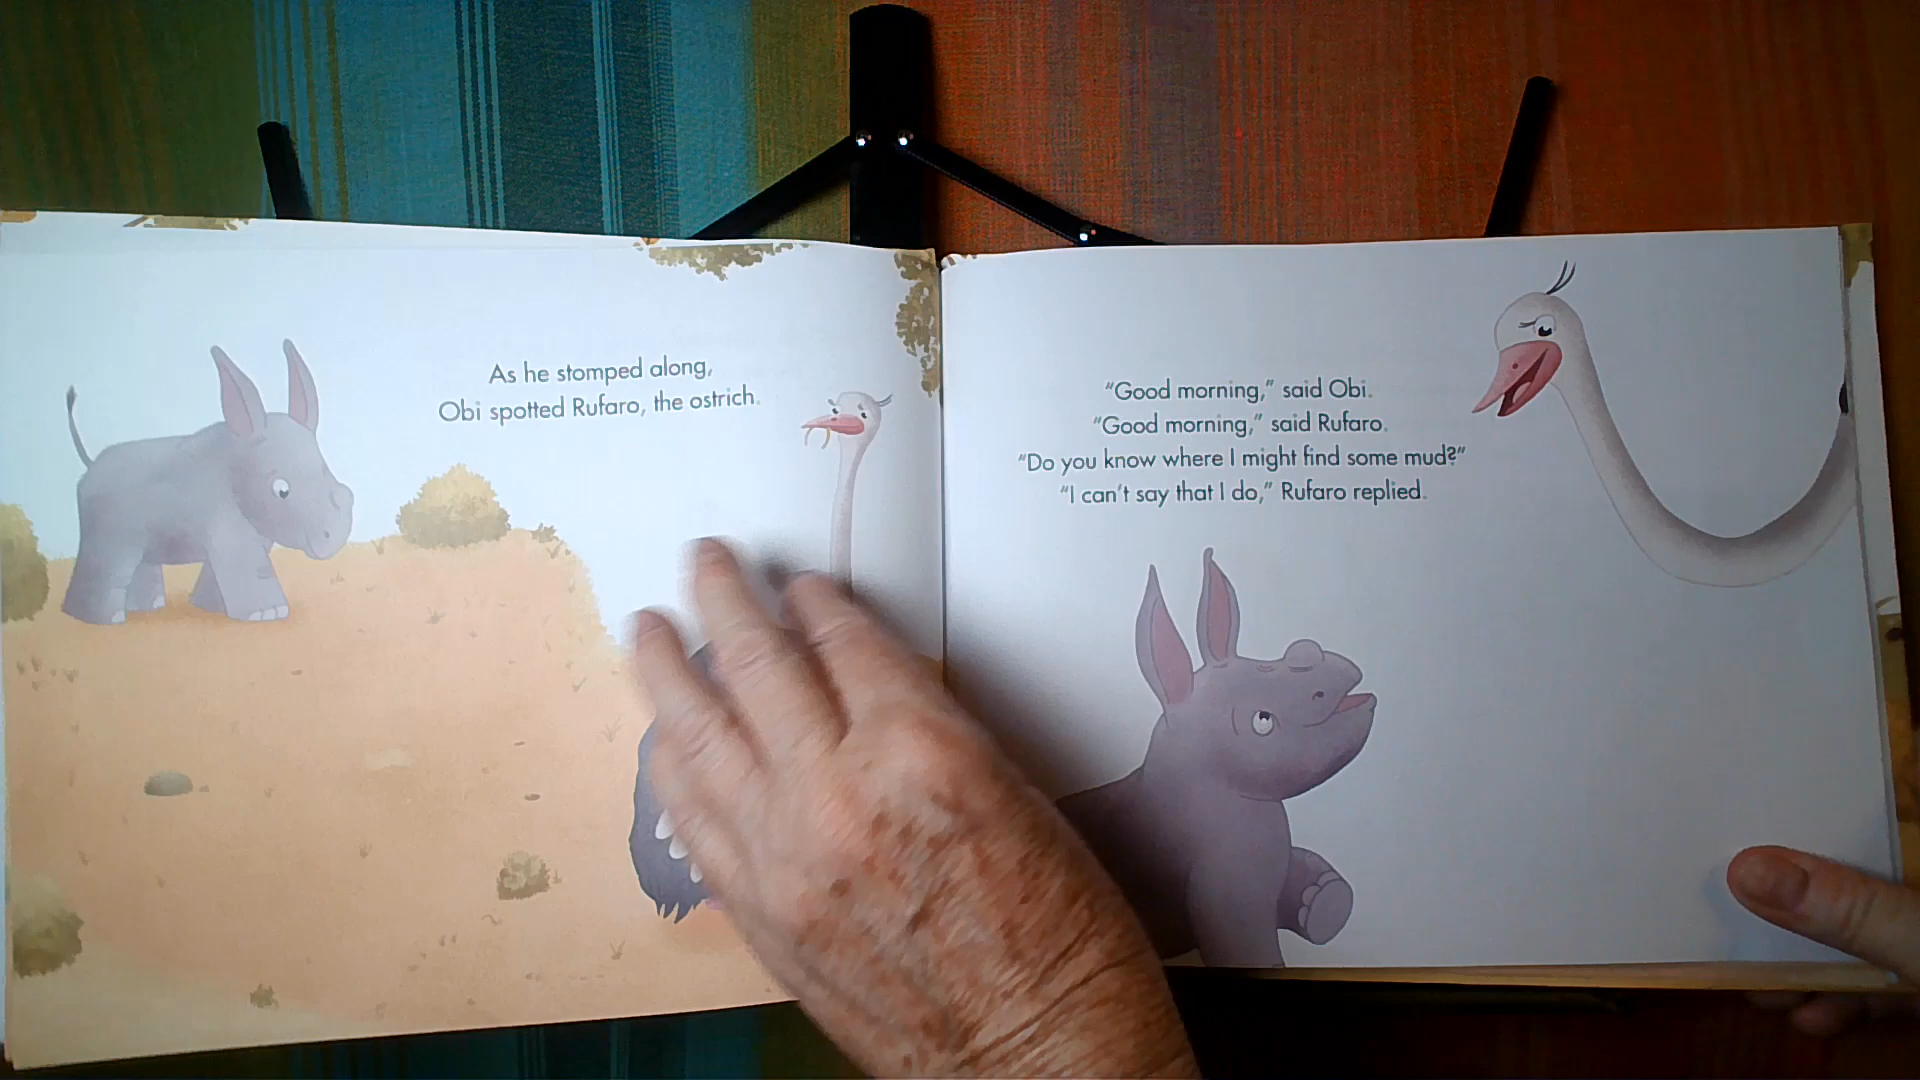 As he stomped along,
Obi spotted Rufaro, the ostrich.
“Good morning,” said Obi.
“Good morning,” said Rufaro.
“Do you know where I might find some mud?”
“I can’t say that I do,” Rufaro replied.